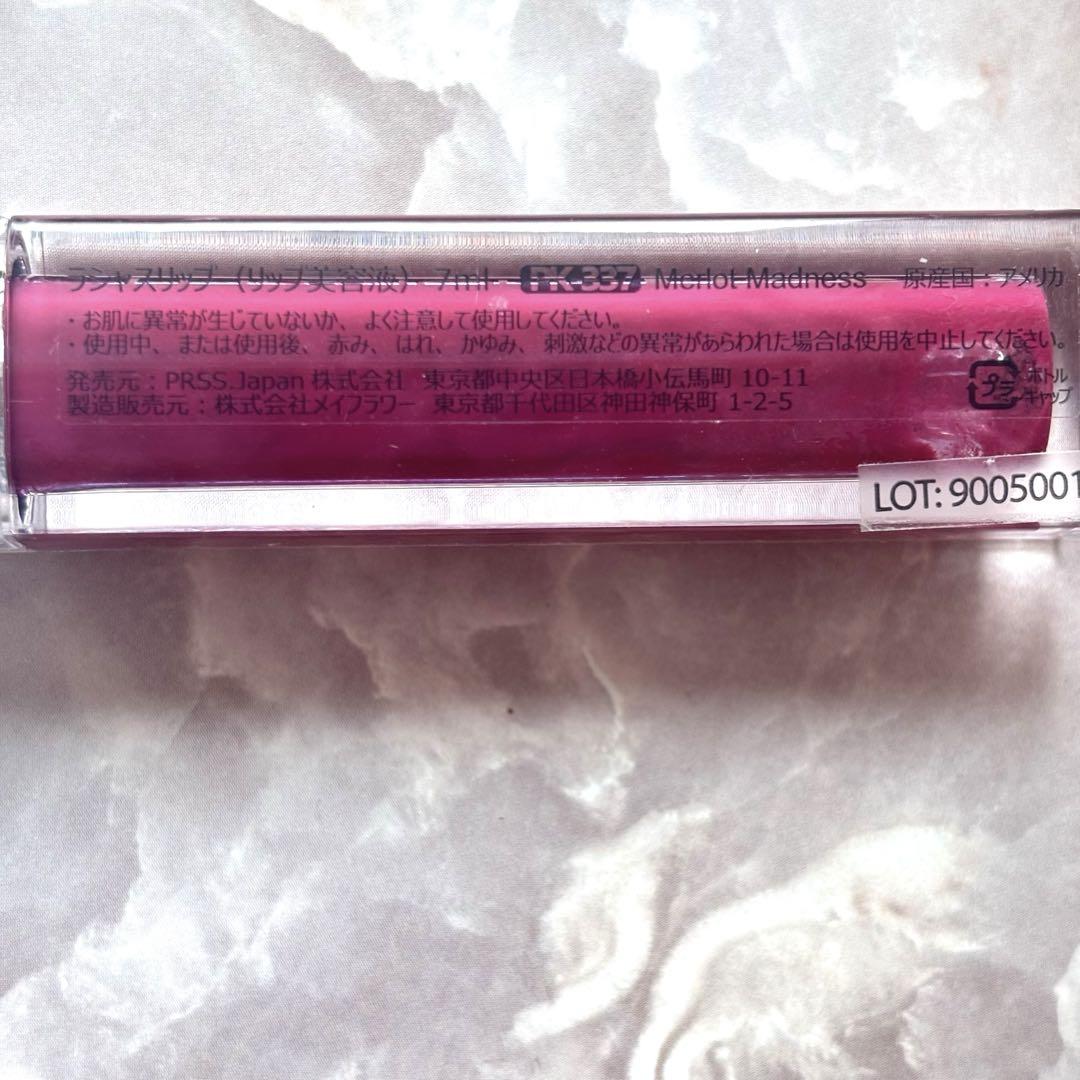 ラシャスリップ（リップ美容液） 7ml PK-337 Merlot Madness 原産国：アメリカ
・お肌に異常が生じていないか、よく注意して使用してください。
・使用中、または使用後、赤み、はれ、かゆみ、刺激などの異常があらわれた場合は使用を中止してください。
発売元：PRSS.Japan 株式会社 東京都中央区日本橋小伝馬町 10-11
製造販売元：株式会社メイフラワー 東京都千代田区神田神保町 1-2-5
プラ
ボトル
キャップ
LOT: 9005001